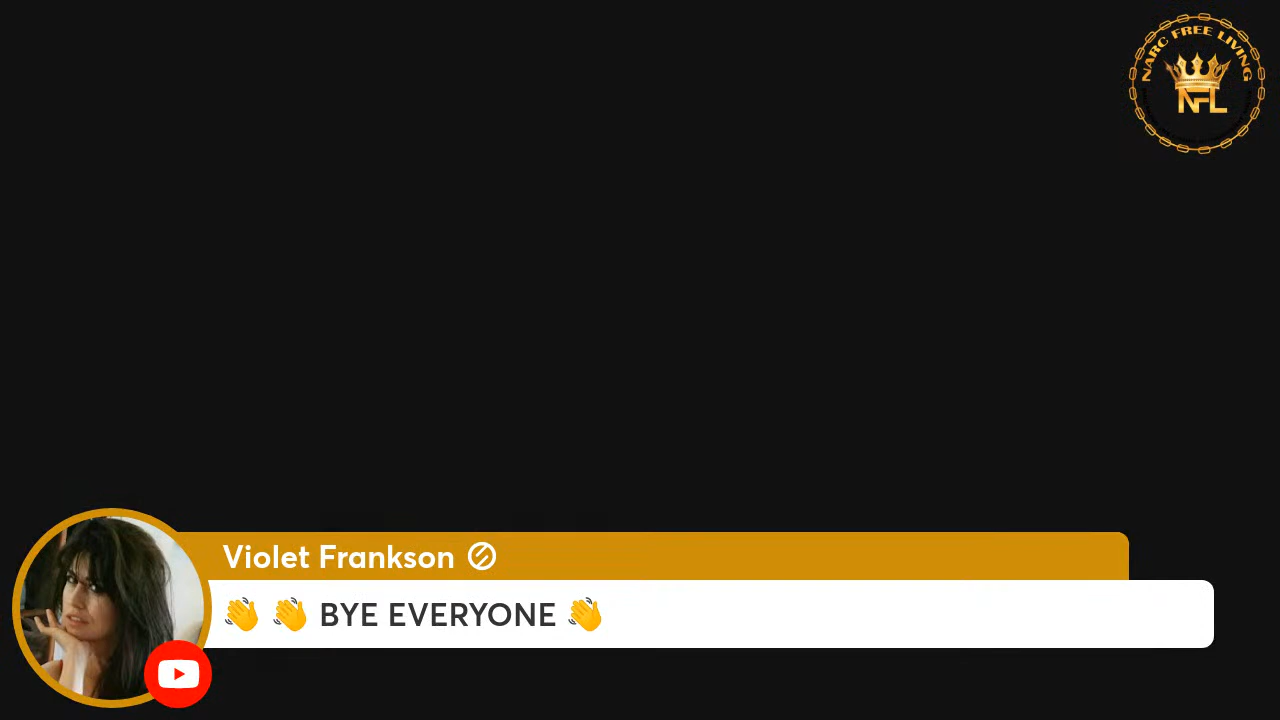 NARC FREE LIVING
NFL
Violet Frankson
👋 👋 BYE EVERYONE 👋